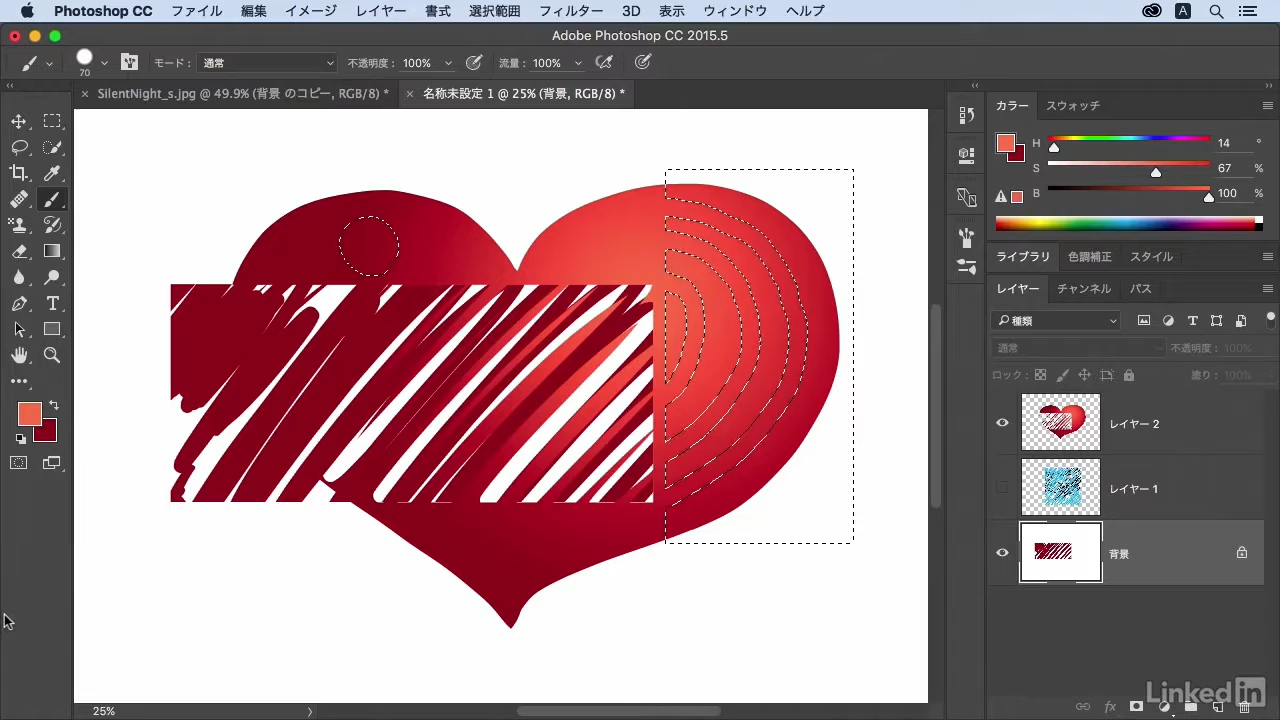 Photoshop CC ファイル 編集 イメージ レイヤー 書式 選択範囲 フィルター 3D 表示 ウィンドウ ヘルプ A
Adobe Photoshop CC 2015.5
70 モード： 通常 不透明度： 100% 流量： 100%
× SilentNight_s.jpg @ 49.9% (背景 のコピー, RGB/8) * × 名称未設定 1 @ 25% (背景, RGB/8) *
カラー スウォッチ
H 14 °
S 67 %
B 100 %
ライブラリ 色調補正 スタイル
レイヤー チャンネル パス
種類
通常 不透明度： 100%
ロック： 塗り： 100%
レイヤー 2
レイヤー 1
背景
25%
fx
Linked in